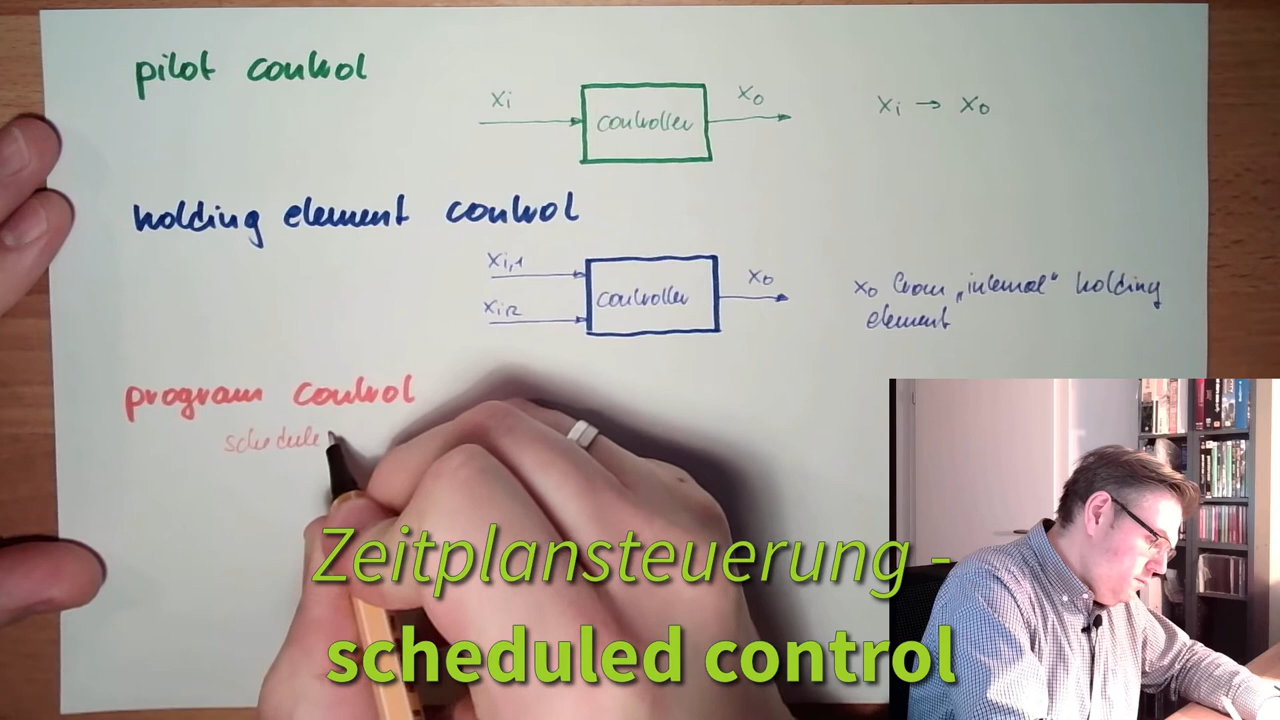 pilot control
xi
controller
xo
xi → xo
holding element control
xi,1
xi,2
controller
xo
xo from „internal“ holding
element
program control
schedule
Zeitplansteuerung -
scheduled control